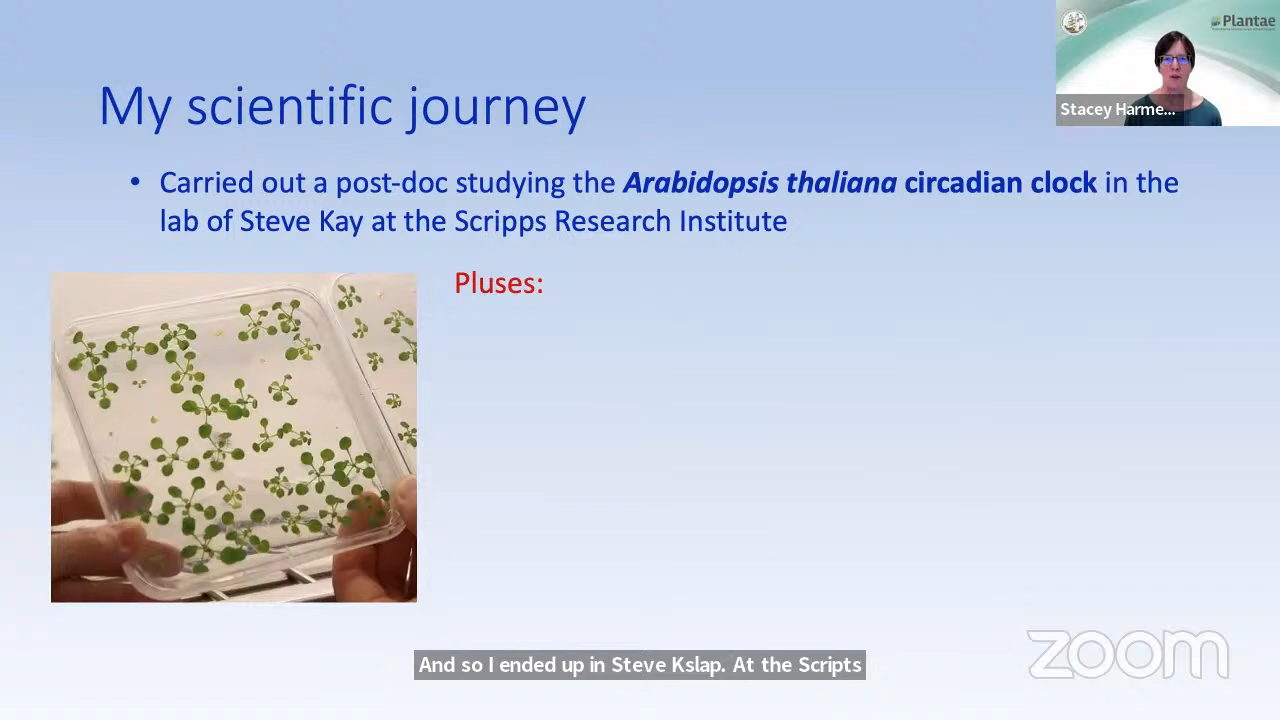 Plantae
Stacey Harme...
My scientific journey
• Carried out a post-doc studying the Arabidopsis thaliana circadian clock in the
lab of Steve Kay at the Scripps Research Institute
Pluses:
And so I ended up in Steve Kslap. At the Scripts
zoom